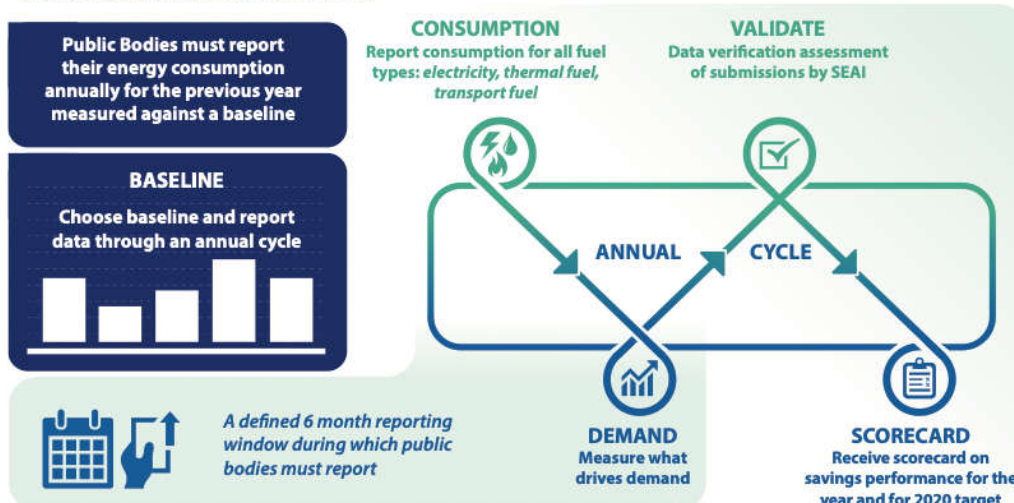 Public Bodies must report
their energy consumption
annually for the previous year
measured against a baseline
BASELINE
Choose baseline and report
data through an annual cycle
A defined 6 month reporting
window during which public
bodies must report
CONSUMPTION
Report consumption for all fuel
types: electricity, thermal fuel,
transport fuel
VALIDATE
Data verification assessment
of submissions by SEAI
ANNUAL CYCLE
DEMAND
Measure what
drives demand
SCORECARD
Receive scorecard on
savings performance for the
year and for 2020 target